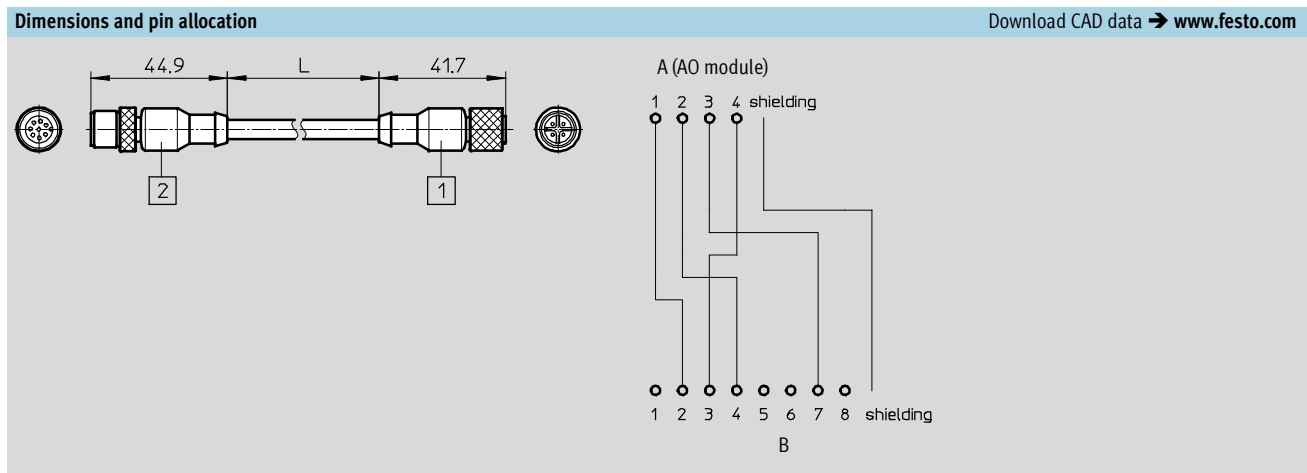 Dimensions and pin allocation Download CAD data ➔ www.festo.com
44.9 L 41.7
2 1
A (AO module)
1 2 3 4 shielding
1 2 3 4 5 6 7 8 shielding
B